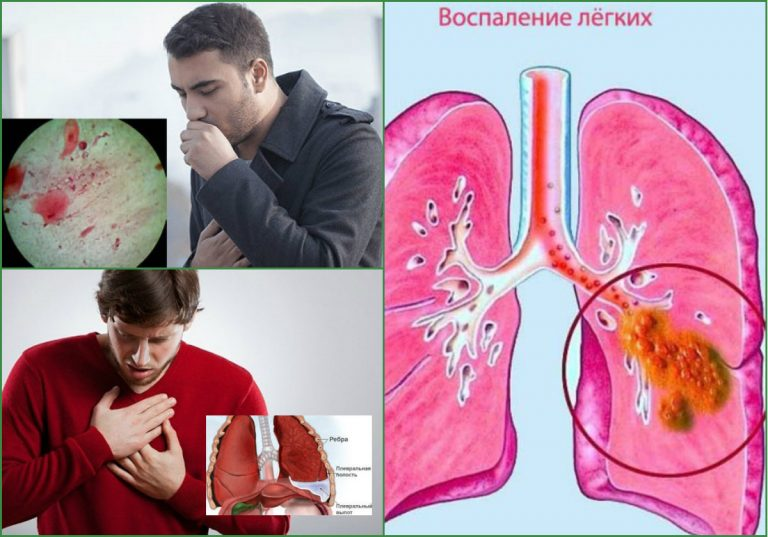 Воспаление лёгких
Ребра
Плевральная
полость
Плевральный
выпот